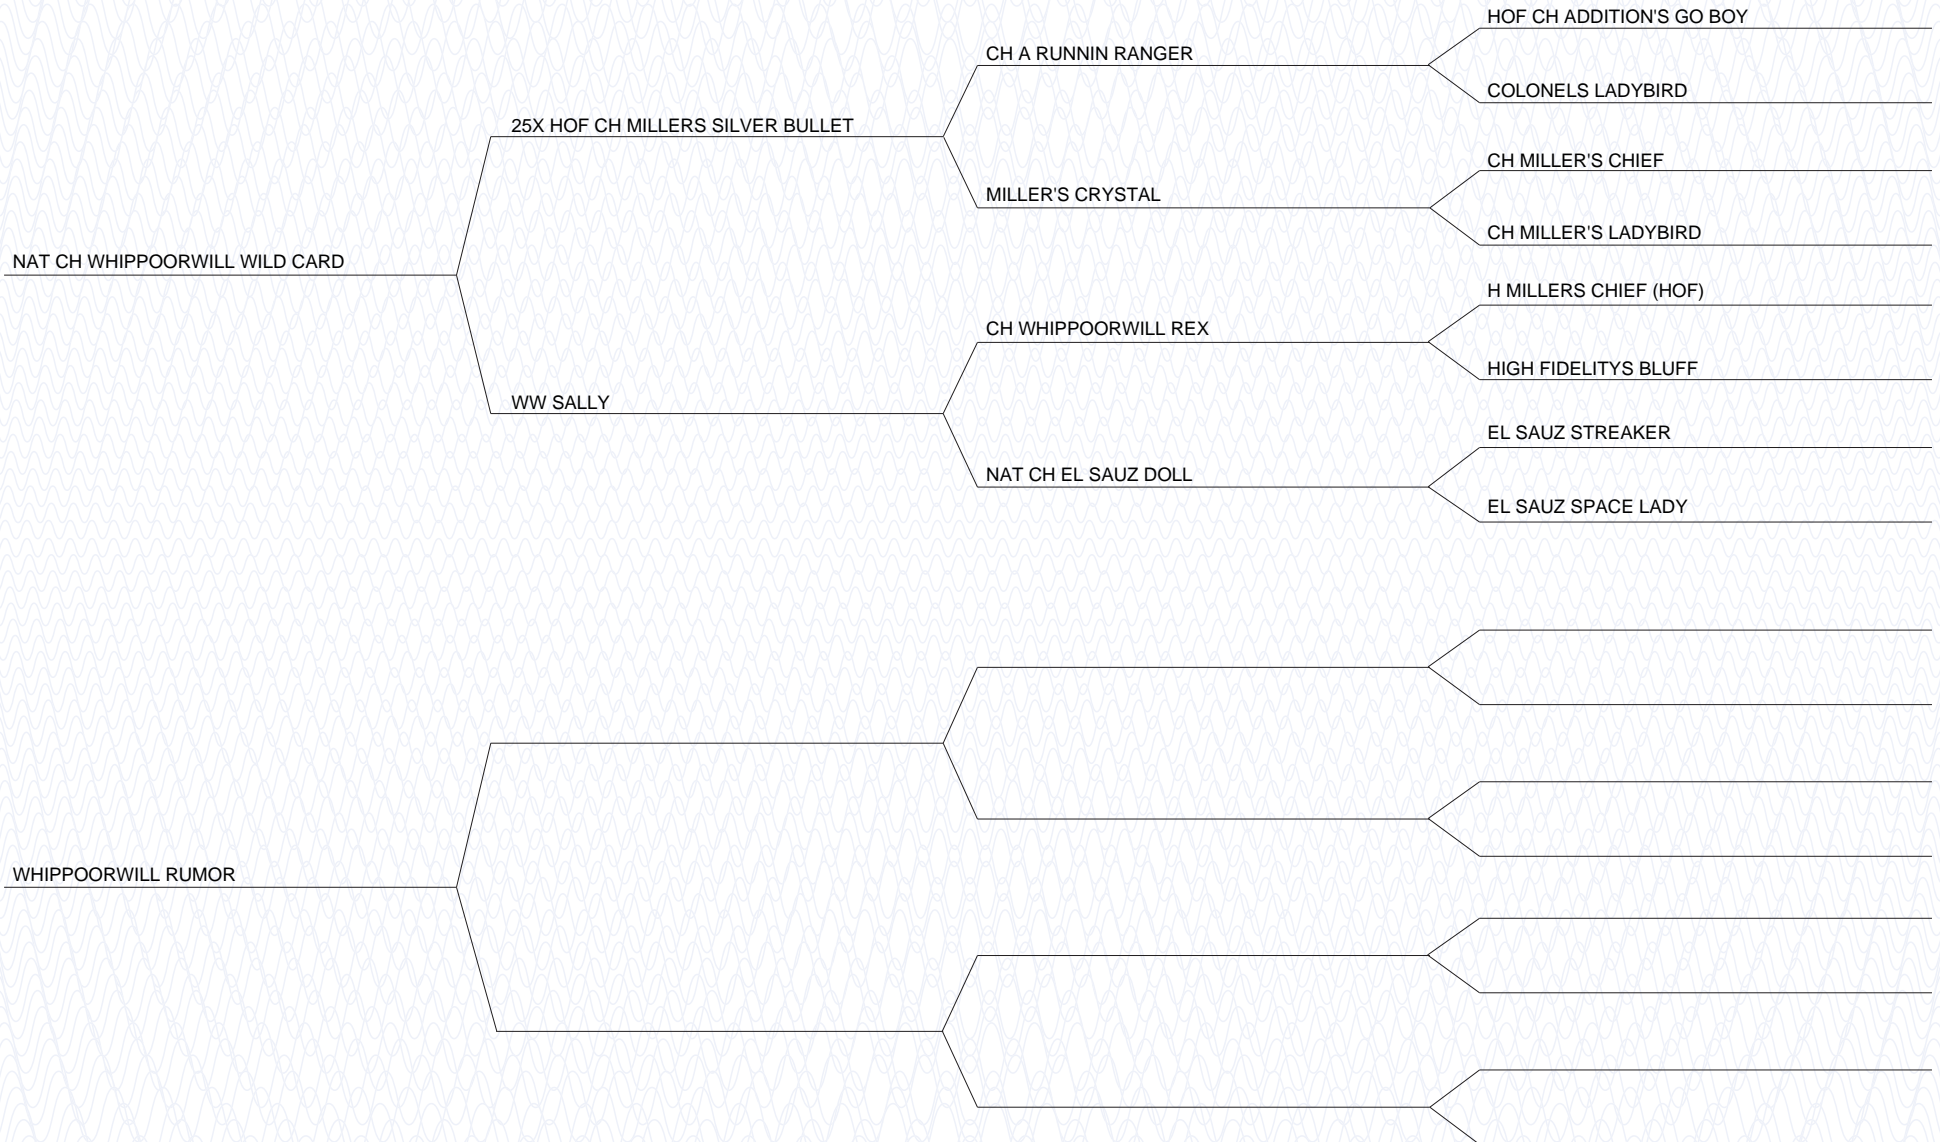 HOF CH ADDITION'S GO BOY
CH A RUNNIN RANGER
COLONELS LADYBIRD
25X HOF CH MILLERS SILVER BULLET
CH MILLER'S CHIEF
MILLER'S CRYSTAL
CH MILLER'S LADYBIRD
NAT CH WHIPPOORWILL WILD CARD
H MILLERS CHIEF (HOF)
CH WHIPPOORWILL REX
HIGH FIDELITYS BLUFF
WW SALLY
EL SAUZ STREAKER
NAT CH EL SAUZ DOLL
EL SAUZ SPACE LADY
WHIPPOORWILL RUMOR